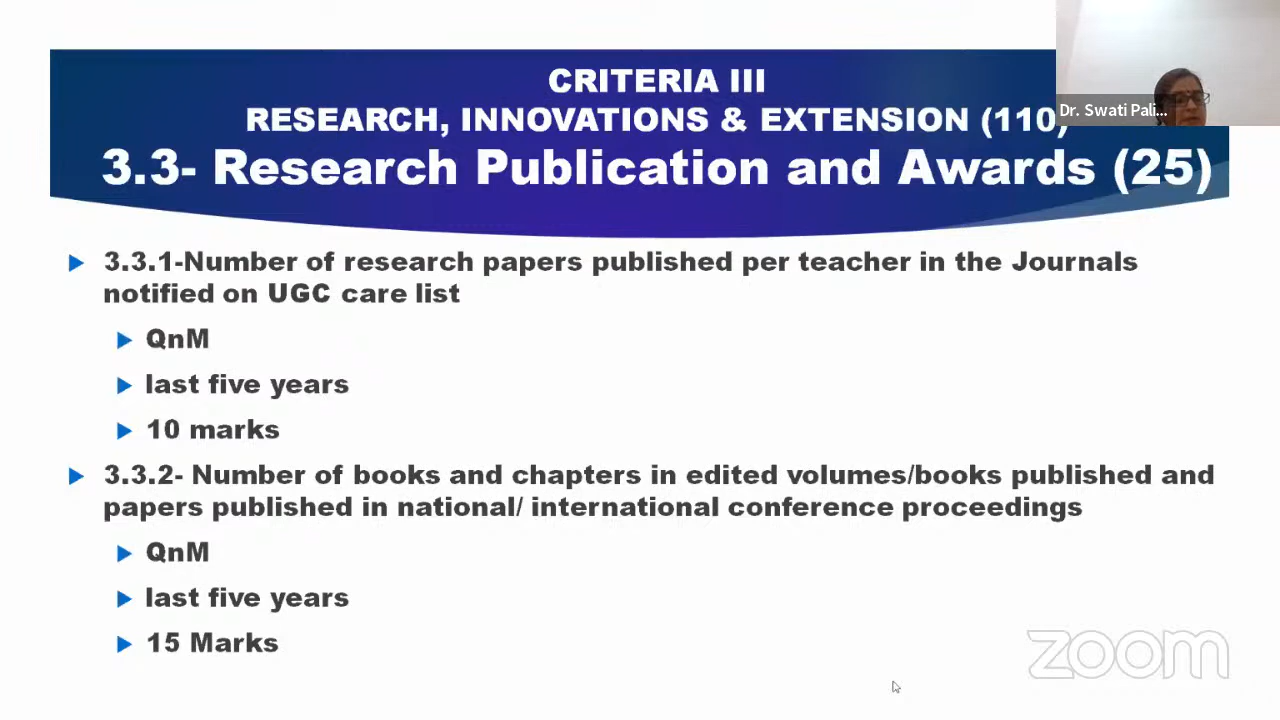 CRITERIA III
RESEARCH, INNOVATIONS & EXTENSION (110)
3.3- Research Publication and Awards (25)
Dr. Swati Pali...
3.3.1-Number of research papers published per teacher in the Journals
notified on UGC care list
QnM
last five years
10 marks
3.3.2- Number of books and chapters in edited volumes/books published and
papers published in national/ international conference proceedings
QnM
last five years
15 Marks
zoom